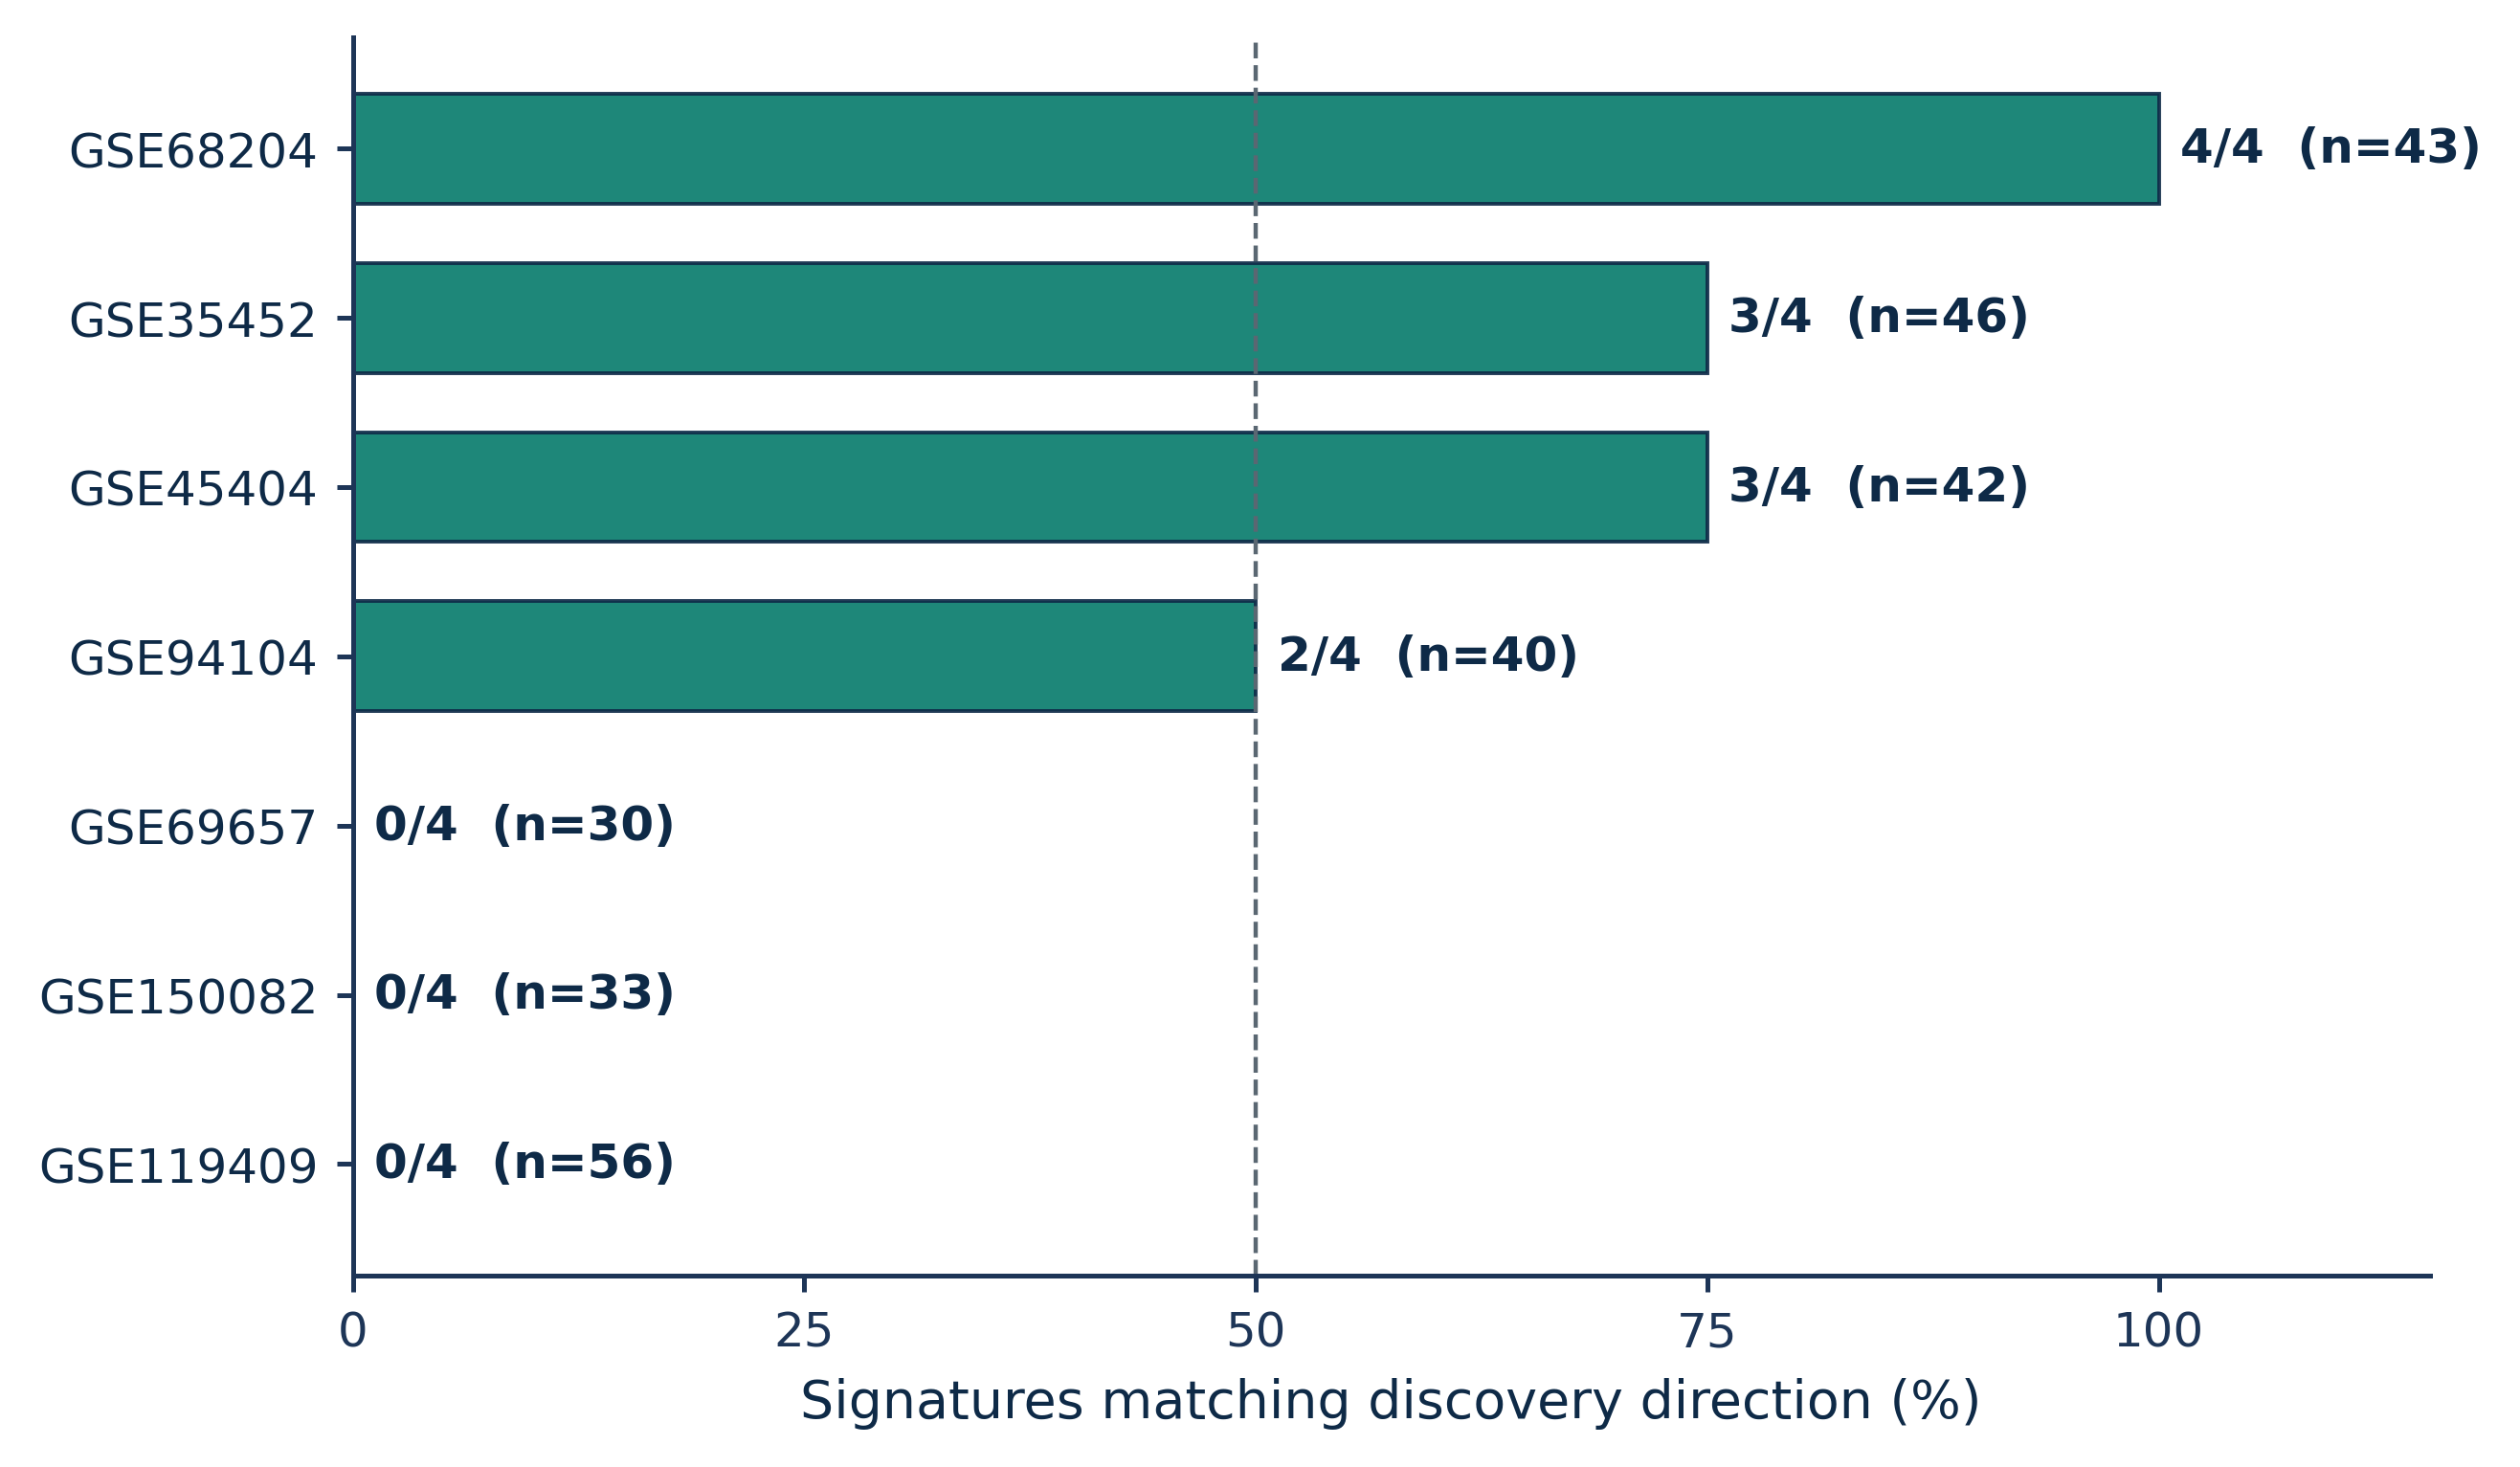 GSE68204 4/4 (n=43)
GSE35452 3/4 (n=46)
GSE45404 3/4 (n=42)
GSE94104 2/4 (n=40)
GSE69657 0/4 (n=30)
GSE150082 0/4 (n=33)
GSE119409 0/4 (n=56)
0 25 50 75 100
Signatures matching discovery direction (%)